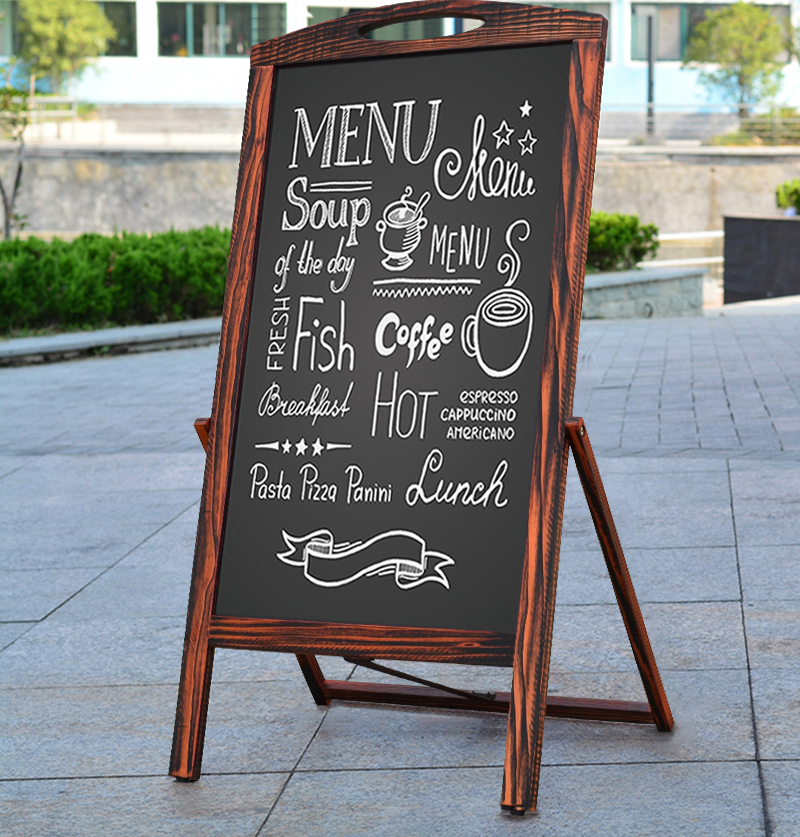 MENU
Menu
Soup
of the day
MENU
FRESH
Fish
Coffee
Breakfast
HOT
ESPRESSO
CAPPUCCINO
AMERICANO
Pasta Pizza Panini
Lunch